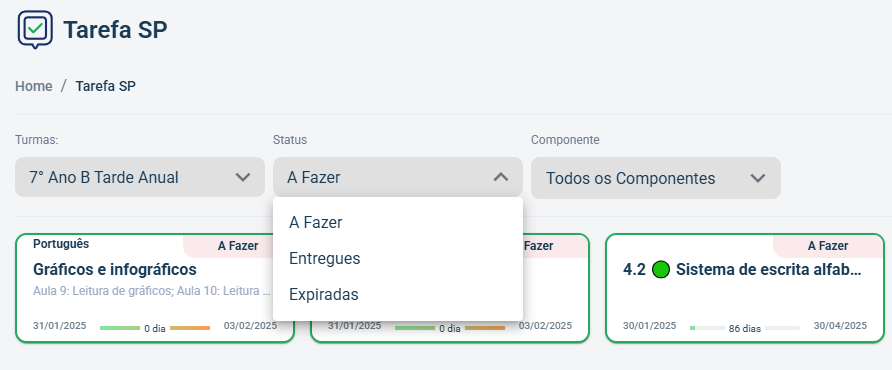 Tarefa SP
Home / Tarefa SP
Turmas:
Status
Componente
7° Ano B Tarde Anual
A Fazer
Todos os Componentes
A Fazer
Entregues
Expiradas
Português
A Fazer
Gráficos e infográficos
Aula 9: Leitura de gráficos; Aula 10: Leitura ...
31/01/2025
0 dia
03/02/2025
Fazer
31/01/2025
0 dia
03/02/2025
A Fazer
4.2 Sistema de escrita alfab...
30/01/2025
86 dias
30/04/2025